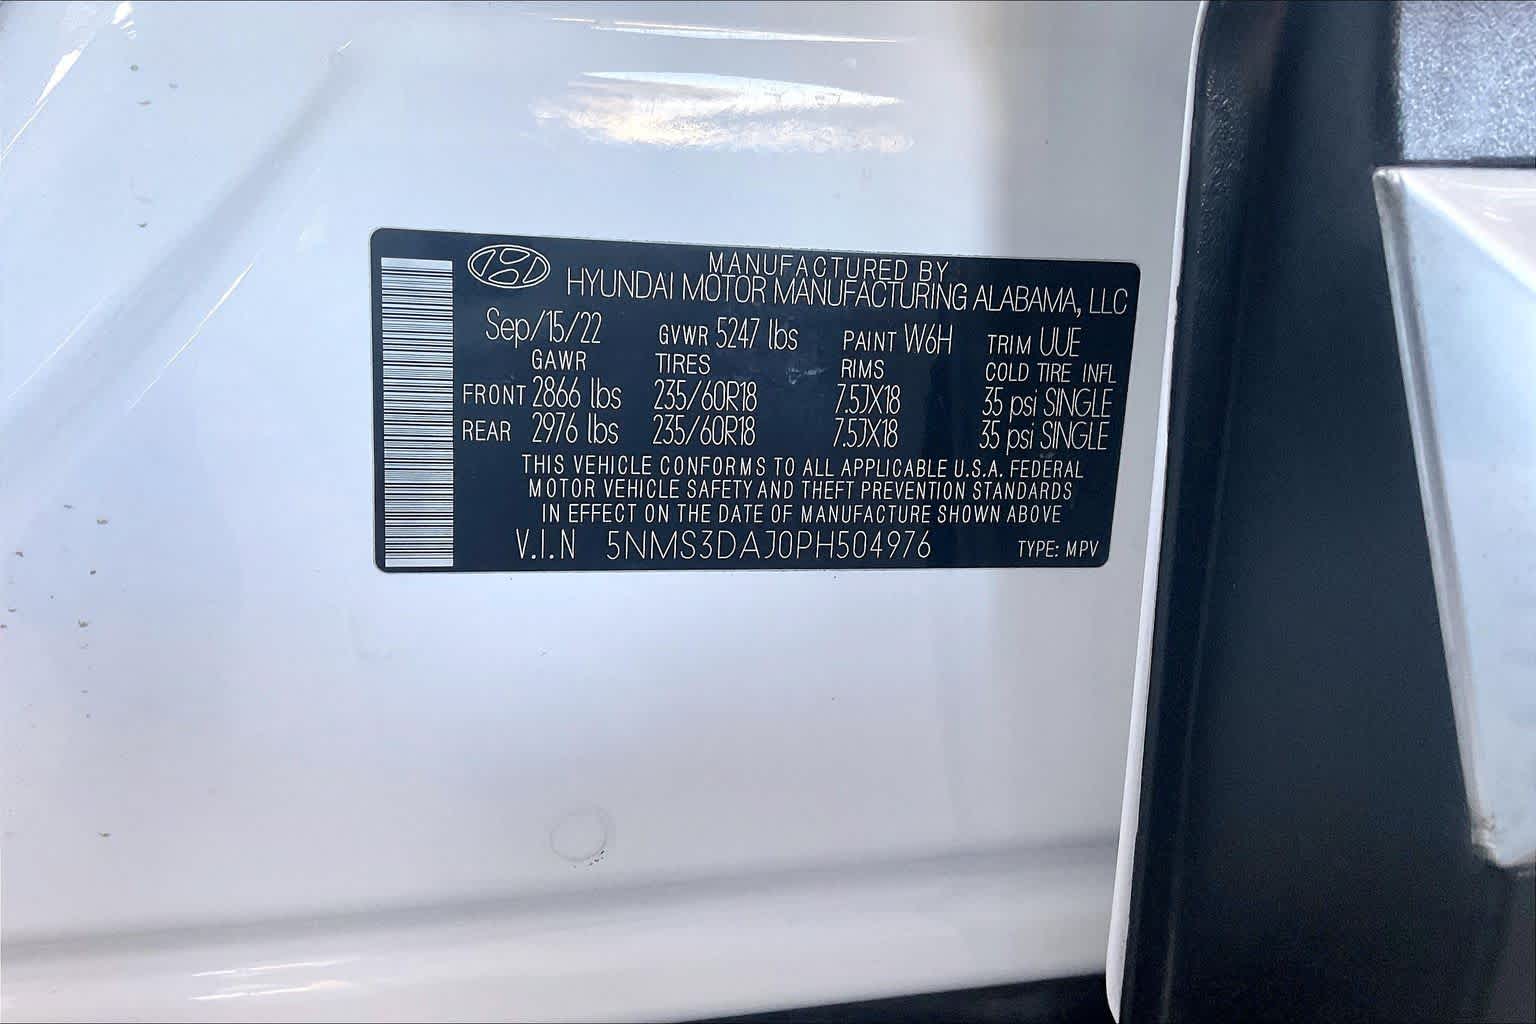 MANUFACTURED BY
HYUNDAI MOTOR MANUFACTURING ALABAMA, LLC
Sep/15/22 GVWR 5247 lbs PAINT W6H TRIM UUE
GAWR TIRES RIMS COLD TIRE INFL
FRONT 2866 lbs 235/60R18 7.5JX18 35 psi SINGLE
REAR 2976 lbs 235/60R18 7.5JX18 35 psi SINGLE
THIS VEHICLE CONFORMS TO ALL APPLICABLE U.S.A. FEDERAL
MOTOR VEHICLE SAFETY AND THEFT PREVENTION STANDARDS
IN EFFECT ON THE DATE OF MANUFACTURE SHOWN ABOVE
V.I.N 5NMS3DAJ0PH504976 TYPE: MPV